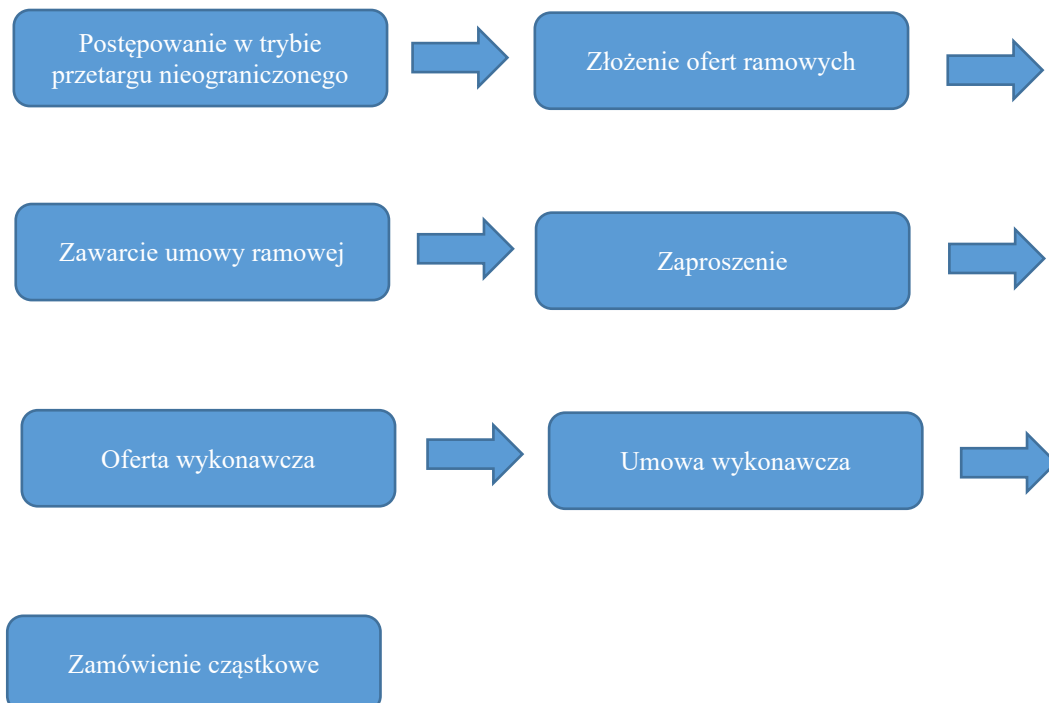 Postępowanie w trybie
przetargu nieograniczonego
Złożenie ofert ramowych
Zawarcie umowy ramowej
Zaproszenie
Oferta wykonawcza
Umowa wykonawcza
Zamówienie cząstkowe